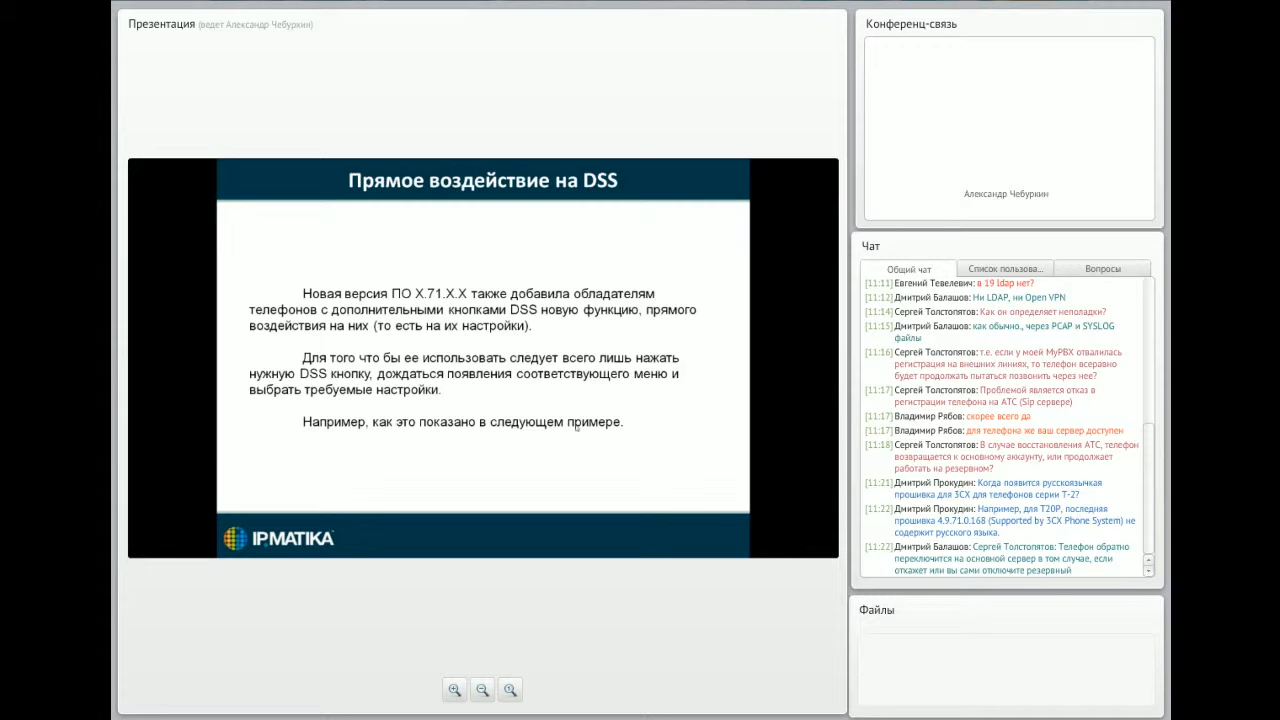 Презентация (ведет Александр Чебуркин)
Прямое воздействие на DSS
Новая версия ПО X.71.X.X также добавила обладателям
телефонов с дополнительными кнопками DSS новую функцию, прямого
воздействия на них (то есть на их настройки).
Для того что бы ее использовать следует всего лишь нажать
нужную DSS кнопку, дождаться появления соответствующего меню и
выбрать требуемые настройки.
Например, как это показано в следующем примере.
IPMATIKA
Конференц-связь
Александр Чебуркин
Чат
Общий чат
Список пользова...
Вопросы
[11:11] Евгений Тевелевич: в 19 ldap нет?
[11:12] Дмитрий Балашов: Ни LDAP, ни Open VPN
[11:14] Сергей Толстопятов: Как он определяет неполадки?
[11:15] Дмитрий Балашов: как обычно., через PCAP и SYSLOG
файлы
[11:16] Сергей Толстопятов: т.е. если у моей MyPBX отвалилась
регистрация на внешних линиях, то телефон всеравно
будет продолжать пытаться позвонить через нее?
[11:17] Сергей Толстопятов: Проблемой является отказ в
регистрации телефона на АТС (Sip сервере)
[11:17] Владимир Рябов: скорее всего да
[11:17] Владимир Рябов: для телефона же ваш сервер доступен
[11:18] Сергей Толстопятов: В случае восстановления АТС, телефон
возвращается к основному аккаунту, или продолжает
работать на резервном?
[11:21] Дмитрий Прокудин: Когда появится русскоязычкая
прошивка для 3CX для телефонов серии Т-2?
[11:22] Дмитрий Прокудин: Например, для T20P, последняя
прошивка 4.9.71.0.168 (Supported by 3CX Phone System) не
содержит русского языка.
[11:22] Дмитрий Балашов: Сергей Толстопятов: Телефон обратно
переключится на основной сервер в том случае, если
откажет или вы сами отключите резервный
Файлы